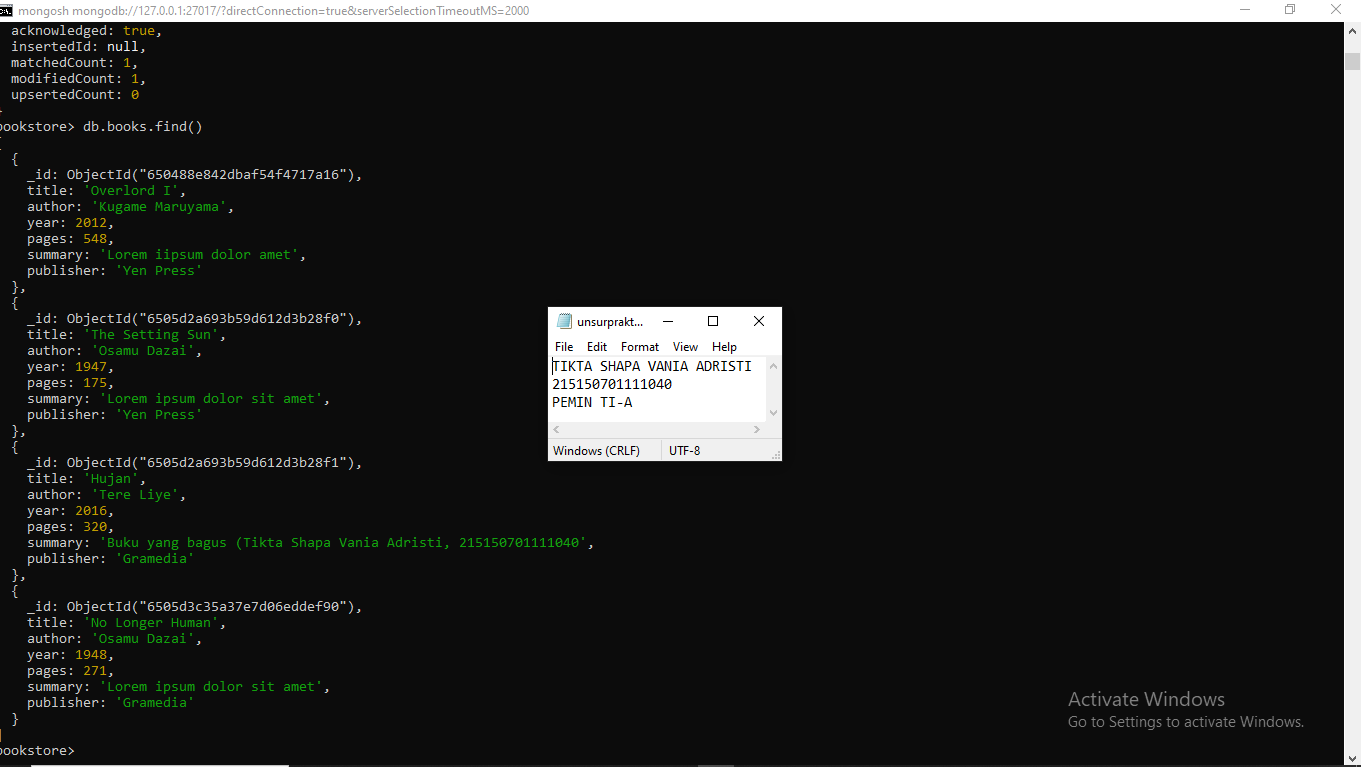 mongosh mongodb://127.0.0.1:27017/?directConnection=true&serverSelectionTimeoutMS=2000
acknowledged: true,
insertedId: null,
matchedCount: 1,
modifiedCount: 1,
upsertedCount: 0
bookstore> db.books.find()
[
{
_id: ObjectId("650488e842dbaf54f4717a16"),
title: 'Overlord I',
author: 'Kugame Maruyama',
year: 2012,
pages: 548,
summary: 'Lorem iipsum dolor amet',
publisher: 'Yen Press'
},
{
_id: ObjectId("6505d2a693b59d612d3b28f0"),
title: 'The Setting Sun',
author: 'Osamu Dazai',
year: 1947,
pages: 175,
summary: 'Lorem ipsum dolor sit amet',
publisher: 'Yen Press'
},
{
_id: ObjectId("6505d2a693b59d612d3b28f1"),
title: 'Hujan',
author: 'Tere Liye',
year: 2016,
pages: 320,
summary: 'Buku yang bagus (Tikta Shapa Vania Adristi, 215150701111040',
publisher: 'Gramedia'
},
{
_id: ObjectId("6505d3c35a37e7d06eddef90"),
title: 'No Longer Human',
author: 'Osamu Dazai',
year: 1948,
pages: 271,
summary: 'Lorem ipsum dolor sit amet',
publisher: 'Gramedia'
}
]
bookstore>
unsurprakt...
File Edit Format View Help
TIKTA SHAPA VANIA ADRISTI
215150701111040
PEMIN TI-A
Windows (CRLF) UTF-8
Activate Windows
Go to Settings to activate Windows.